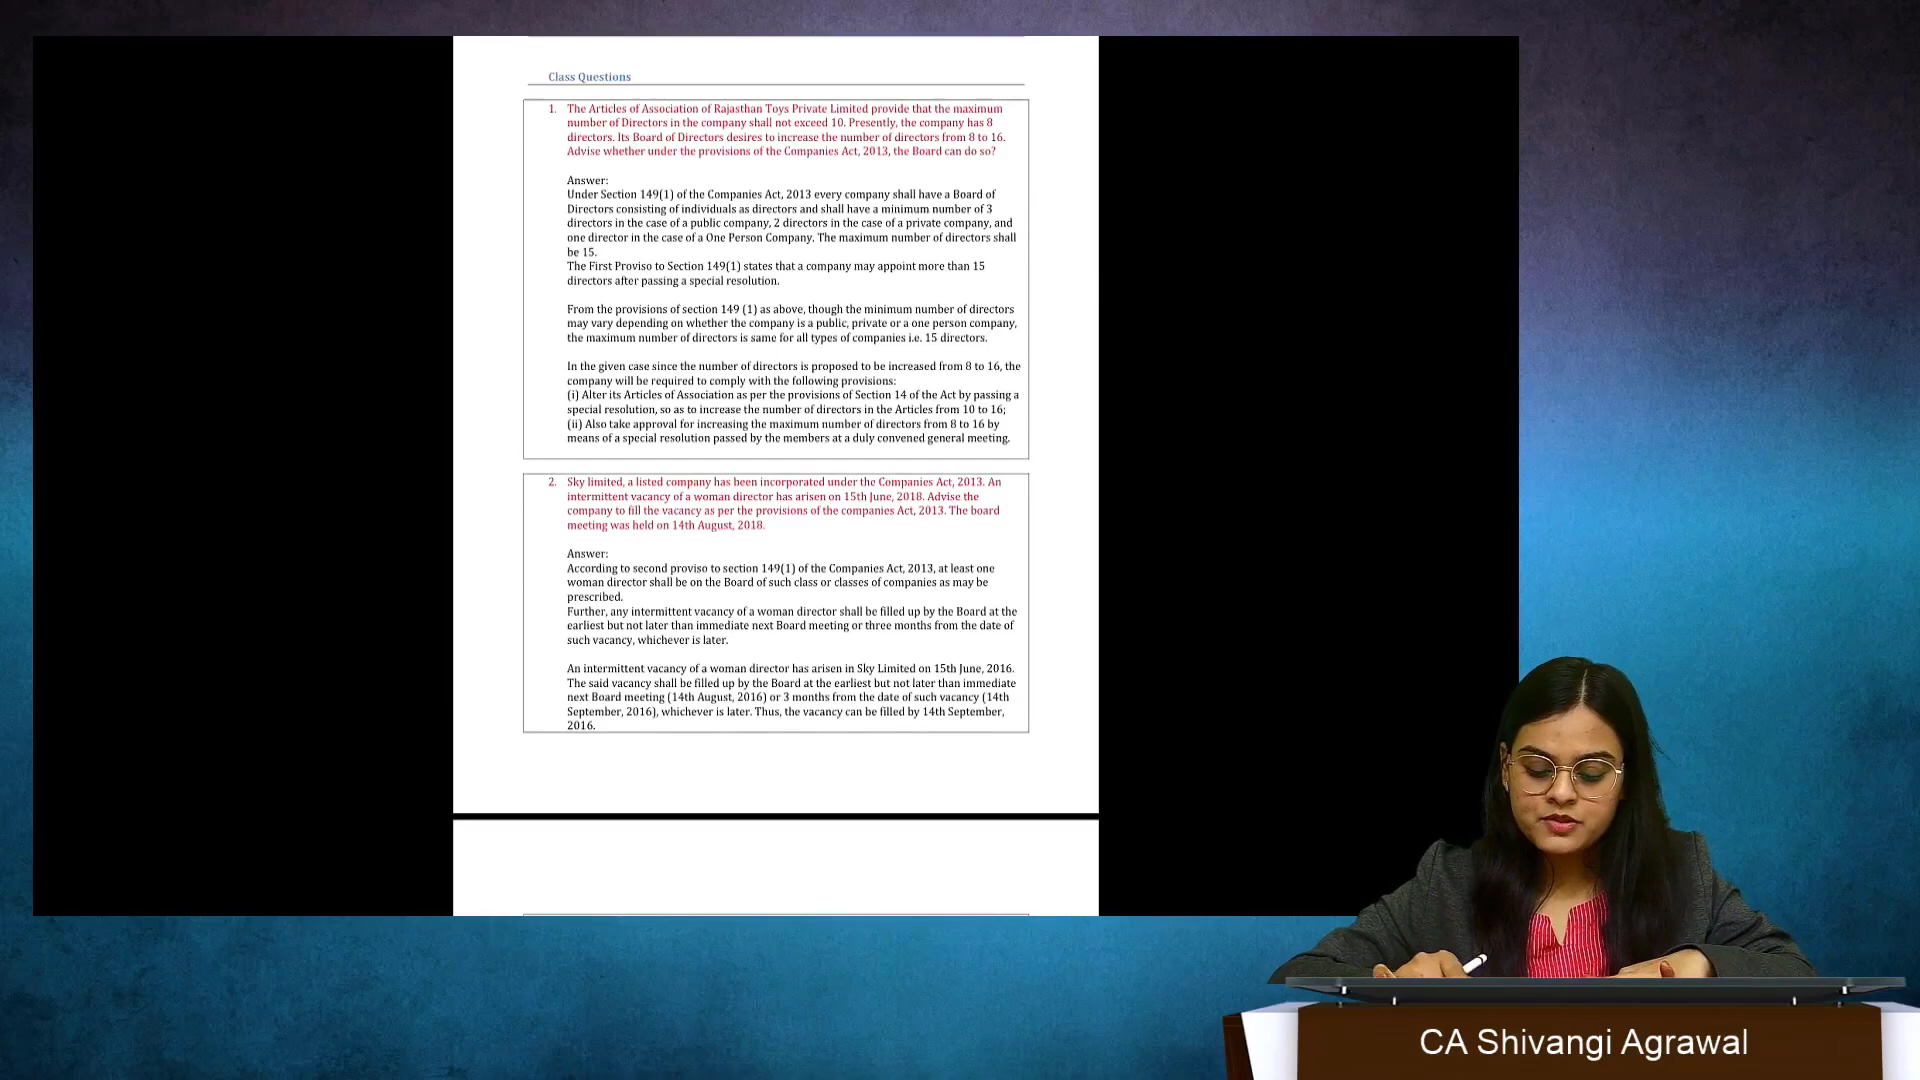 Class Questions
1. The Articles of Association of Rajasthan Toys Private Limited provide that the maximum
number of Directors in the company shall not exceed 10. Presently, the company has 8
directors. Its Board of Directors desires to increase the number of directors from 8 to 16.
Advise whether under the provisions of the Companies Act, 2013, the Board can do so?
Answer:
Under Section 149(1) of the Companies Act, 2013 every company shall have a Board of
Directors consisting of individuals as directors and shall have a minimum number of 3
directors in the case of a public company, 2 directors in the case of a private company, and
one director in the case of a One Person Company. The maximum number of directors shall
be 15.
The First Proviso to Section 149(1) states that a company may appoint more than 15
directors after passing a special resolution.
From the provisions of section 149 (1) as above, though the minimum number of directors
may vary depending on whether the company is a public, private or a one person company,
the maximum number of directors is same for all types of companies i.e. 15 directors.
In the given case since the number of directors is proposed to be increased from 8 to 16, the
company will be required to comply with the following provisions:
(i) Alter its Articles of Association as per the provisions of Section 14 of the Act by passing a
special resolution, so as to increase the number of directors in the Articles from 10 to 16;
(ii) Also take approval for increasing the maximum number of directors from 8 to 16 by
means of a special resolution passed by the members at a duly convened general meeting.
2. Sky limited, a listed company has been incorporated under the Companies Act, 2013. An
intermittent vacancy of a woman director has arisen on 15th June, 2018. Advise the
company to fill the vacancy as per the provisions of the companies Act, 2013. The board
meeting was held on 14th August, 2018.
Answer:
According to second proviso to section 149(1) of the Companies Act, 2013, at least one
woman director shall be on the Board of such class or classes of companies as may be
prescribed.
Further, any intermittent vacancy of a woman director shall be filled up by the Board at the
earliest but not later than immediate next Board meeting or three months from the date of
such vacancy, whichever is later.
An intermittent vacancy of a woman director has arisen in Sky Limited on 15th June, 2016.
The said vacancy shall be filled up by the Board at the earliest but not later than immediate
next Board meeting (14th August, 2016) or 3 months from the date of such vacancy (14th
September, 2016), whichever is later. Thus, the vacancy can be filled by 14th September,
2016.
CA Shivangi Agrawal